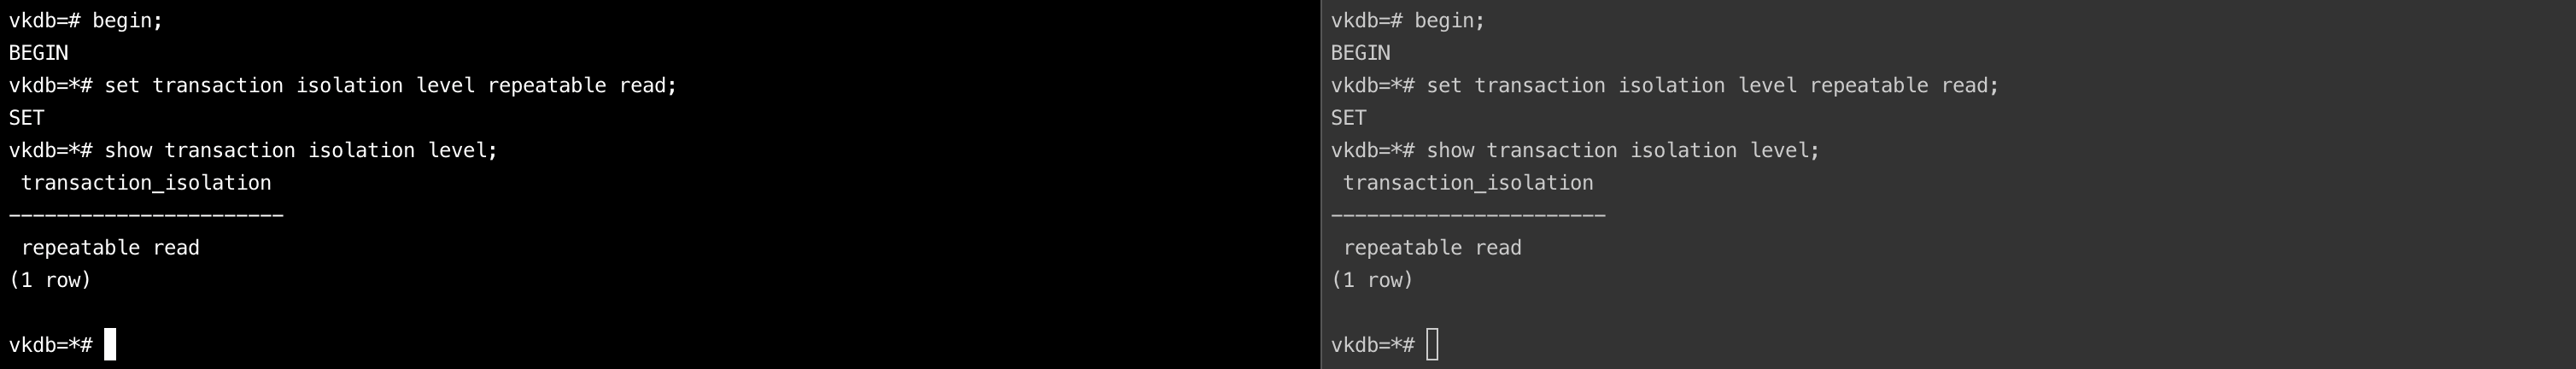 vkdb=# begin;
BEGIN
vkdb=*# set transaction isolation level repeatable read;
SET
vkdb=*# show transaction isolation level;
 transaction_isolation
-----------------------
 repeatable read
(1 row)

vkdb=*#
vkdb=# begin;
BEGIN
vkdb=*# set transaction isolation level repeatable read;
SET
vkdb=*# show transaction isolation level;
 transaction_isolation
-----------------------
 repeatable read
(1 row)

vkdb=*#